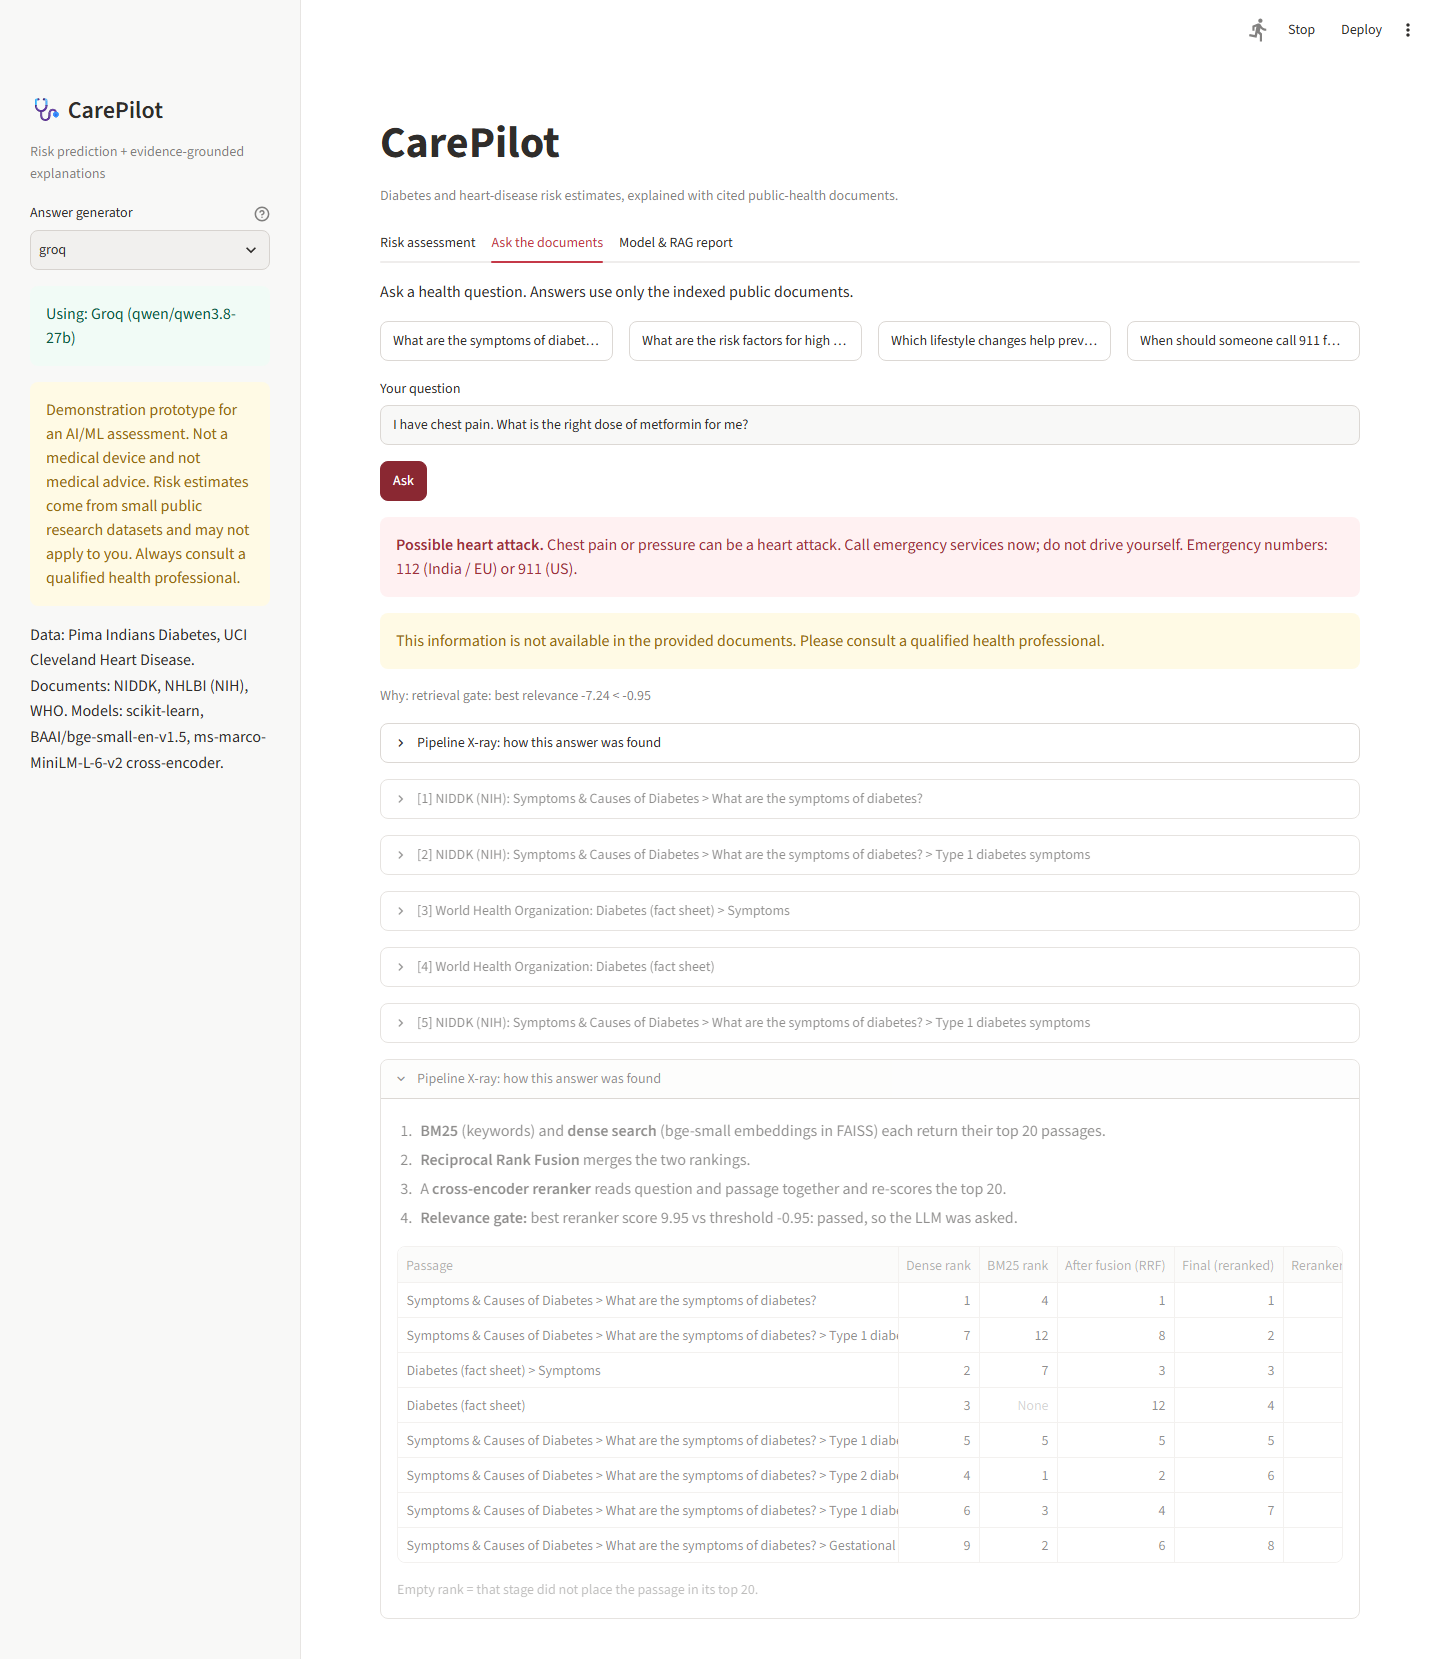 Stop
Deploy
CarePilot
Risk prediction + evidence-grounded
explanations
Answer generator
groq
Using: Groq (qwen/qwen3.8-
27b)
Demonstration prototype for
an AI/ML assessment. Not a
medical device and not
medical advice. Risk estimates
come from small public
research datasets and may not
apply to you. Always consult a
qualified health professional.
Data: Pima Indians Diabetes, UCI
Cleveland Heart Disease.
Documents: NIDDK, NHLBI (NIH),
WHO. Models: scikit-learn,
BAAI/bge-small-en-v1.5, ms-marco-
MiniLM-L-6-v2 cross-encoder.
CarePilot
Diabetes and heart-disease risk estimates, explained with cited public-health documents.
Risk assessment Ask the documents Model & RAG report
Ask a health question. Answers use only the indexed public documents.
What are the symptoms of diabet… What are the risk factors for high … Which lifestyle changes help prev… When should someone call 911 f…
Your question
I have chest pain. What is the right dose of metformin for me?
Ask
Possible heart attack. Chest pain or pressure can be a heart attack. Call emergency services now; do not drive yourself. Emergency numbers:
112 (India / EU) or 911 (US).
This information is not available in the provided documents. Please consult a qualified health professional.
Why: retrieval gate: best relevance -7.24 < -0.95
Pipeline X-ray: how this answer was found
[1] NIDDK (NIH): Symptoms & Causes of Diabetes > What are the symptoms of diabetes?
[2] NIDDK (NIH): Symptoms & Causes of Diabetes > What are the symptoms of diabetes? > Type 1 diabetes symptoms
[3] World Health Organization: Diabetes (fact sheet) > Symptoms
[4] World Health Organization: Diabetes (fact sheet)
[5] NIDDK (NIH): Symptoms & Causes of Diabetes > What are the symptoms of diabetes? > Type 1 diabetes symptoms
Pipeline X-ray: how this answer was found
1. BM25 (keywords) and dense search (bge-small embeddings in FAISS) each return their top 20 passages.
2. Reciprocal Rank Fusion merges the two rankings.
3. A cross-encoder reranker reads question and passage together and re-scores the top 20.
4. Relevance gate: best reranker score 9.95 vs threshold -0.95: passed, so the LLM was asked.
Passage Dense rank BM25 rank After fusion (RRF) Final (reranked) Reranker
Symptoms & Causes of Diabetes > What are the symptoms of diabetes? 1 4 1 1
Symptoms & Causes of Diabetes > What are the symptoms of diabetes? > Type 1 diabe 7 12 8 2
Diabetes (fact sheet) > Symptoms 2 7 3 3
Diabetes (fact sheet) 3 None 12 4
Symptoms & Causes of Diabetes > What are the symptoms of diabetes? > Type 1 diabe 5 5 5 5
Symptoms & Causes of Diabetes > What are the symptoms of diabetes? > Type 2 diabe 4 1 2 6
Symptoms & Causes of Diabetes > What are the symptoms of diabetes? > Type 1 diabe 6 3 4 7
Symptoms & Causes of Diabetes > What are the symptoms of diabetes? > Gestational 9 2 6 8
Empty rank = that stage did not place the passage in its top 20.